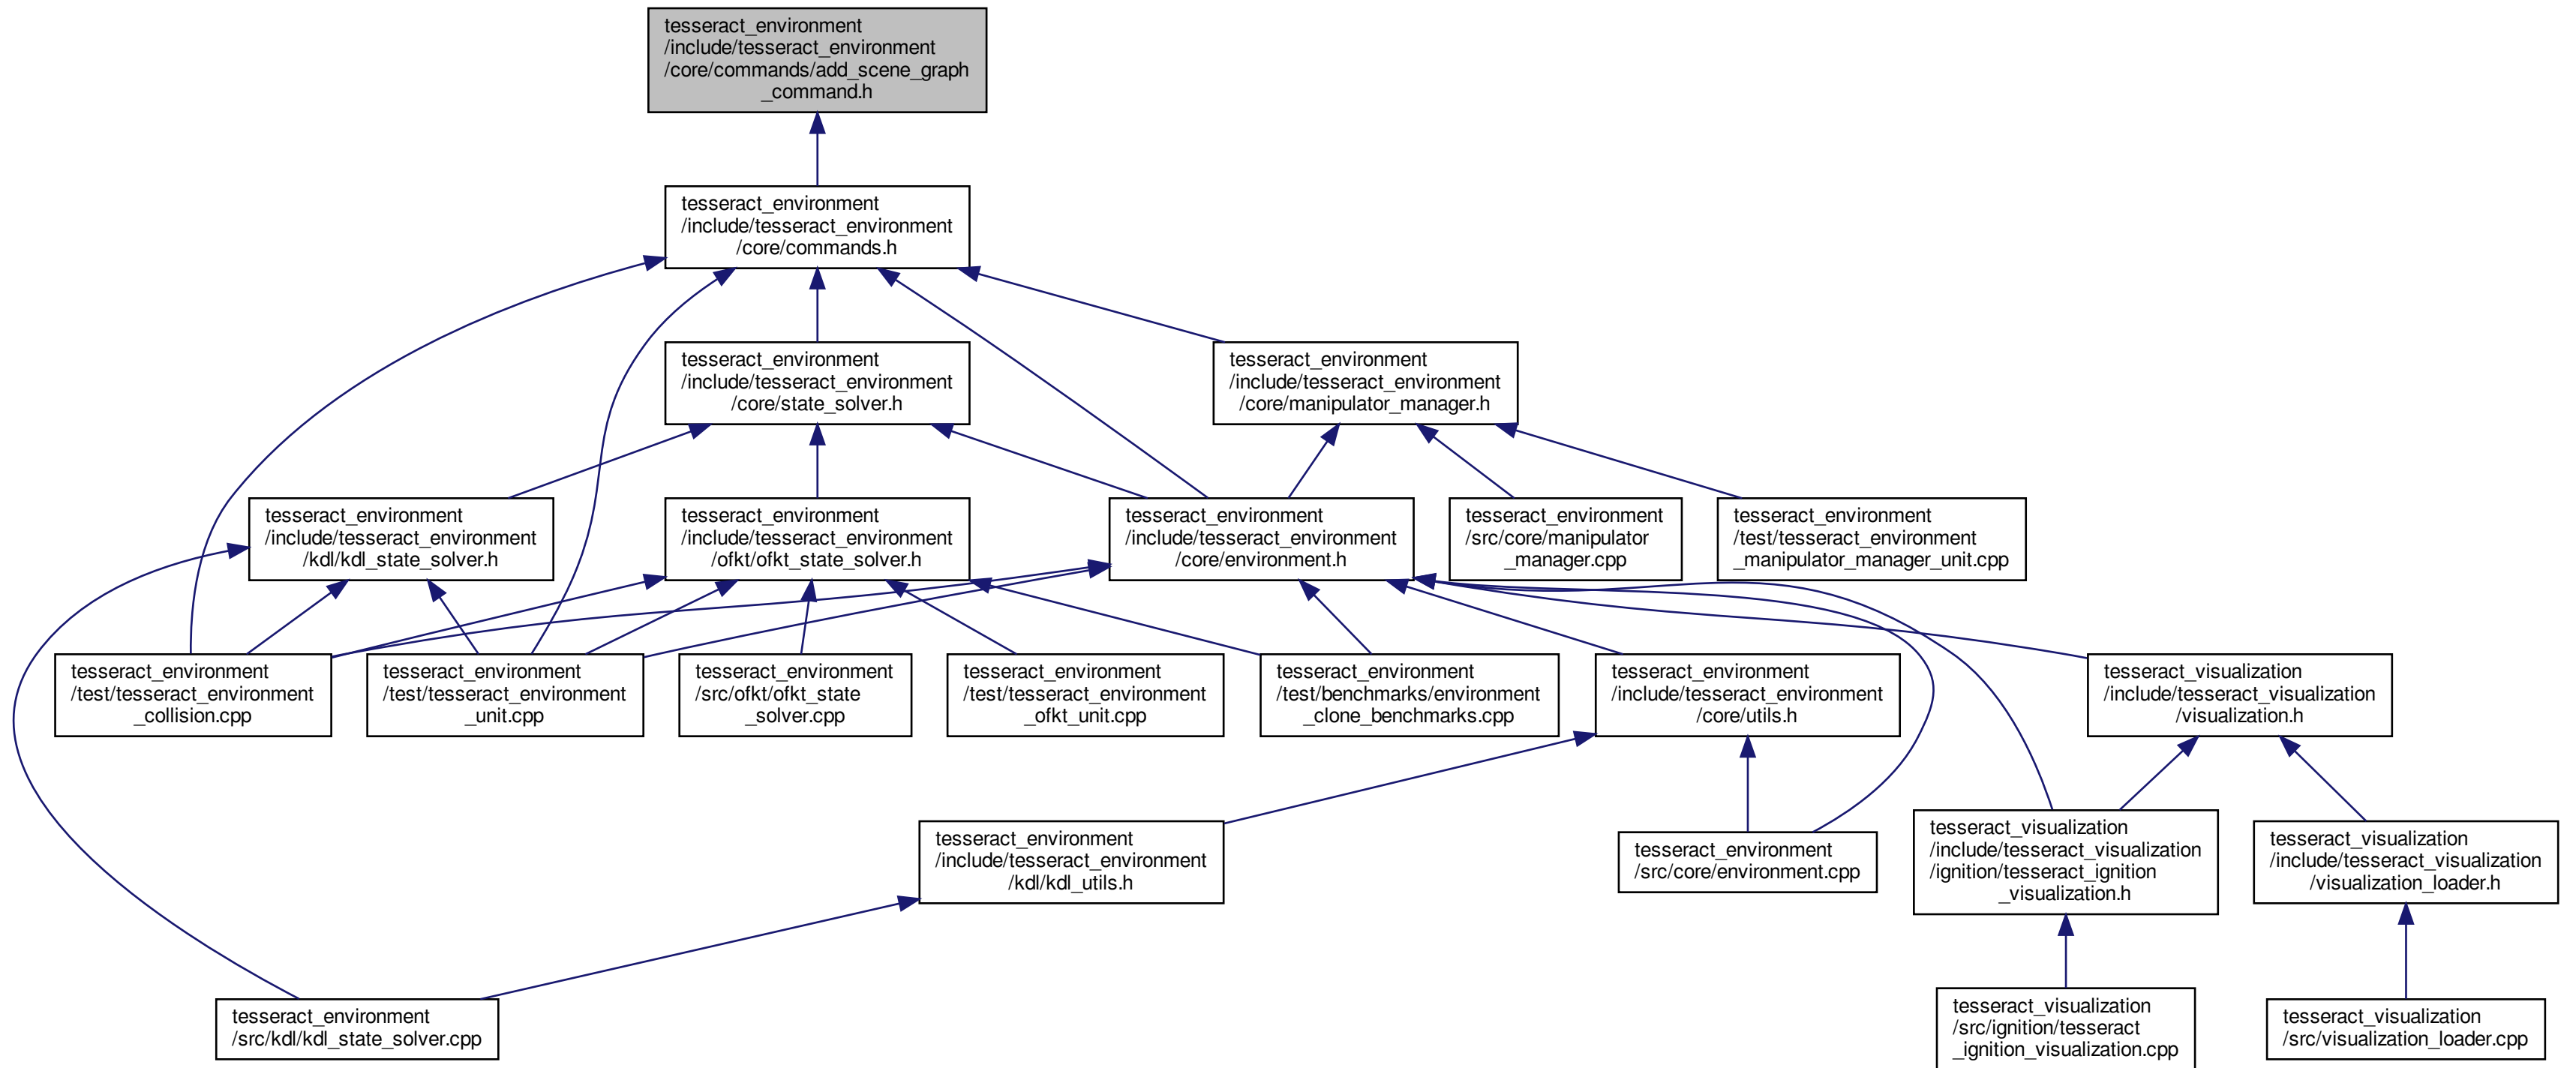 tesseract_environment
/include/tesseract_environment
/core/commands/add_scene_graph
_command.h
tesseract_environment
/include/tesseract_environment
/core/commands.h
tesseract_environment
/include/tesseract_environment
/core/state_solver.h
tesseract_environment
/include/tesseract_environment
/core/manipulator_manager.h
tesseract_environment
/include/tesseract_environment
/kdl/kdl_state_solver.h
tesseract_environment
/include/tesseract_environment
/ofkt/ofkt_state_solver.h
tesseract_environment
/include/tesseract_environment
/core/environment.h
tesseract_environment
/src/core/manipulator
_manager.cpp
tesseract_environment
/test/tesseract_environment
_manipulator_manager_unit.cpp
tesseract_environment
/test/tesseract_environment
_collision.cpp
tesseract_environment
/test/tesseract_environment
_unit.cpp
tesseract_environment
/src/ofkt/ofkt_state
_solver.cpp
tesseract_environment
/test/tesseract_environment
_ofkt_unit.cpp
tesseract_environment
/test/benchmarks/environment
_clone_benchmarks.cpp
tesseract_environment
/include/tesseract_environment
/core/utils.h
tesseract_visualization
/include/tesseract_visualization
/visualization.h
tesseract_environment
/include/tesseract_environment
/kdl/kdl_utils.h
tesseract_environment
/src/core/environment.cpp
tesseract_visualization
/include/tesseract_visualization
/ignition/tesseract_ignition
_visualization.h
tesseract_visualization
/include/tesseract_visualization
/visualization_loader.h
tesseract_environment
/src/kdl/kdl_state_solver.cpp
tesseract_visualization
/src/ignition/tesseract
_ignition_visualization.cpp
tesseract_visualization
/src/visualization_loader.cpp